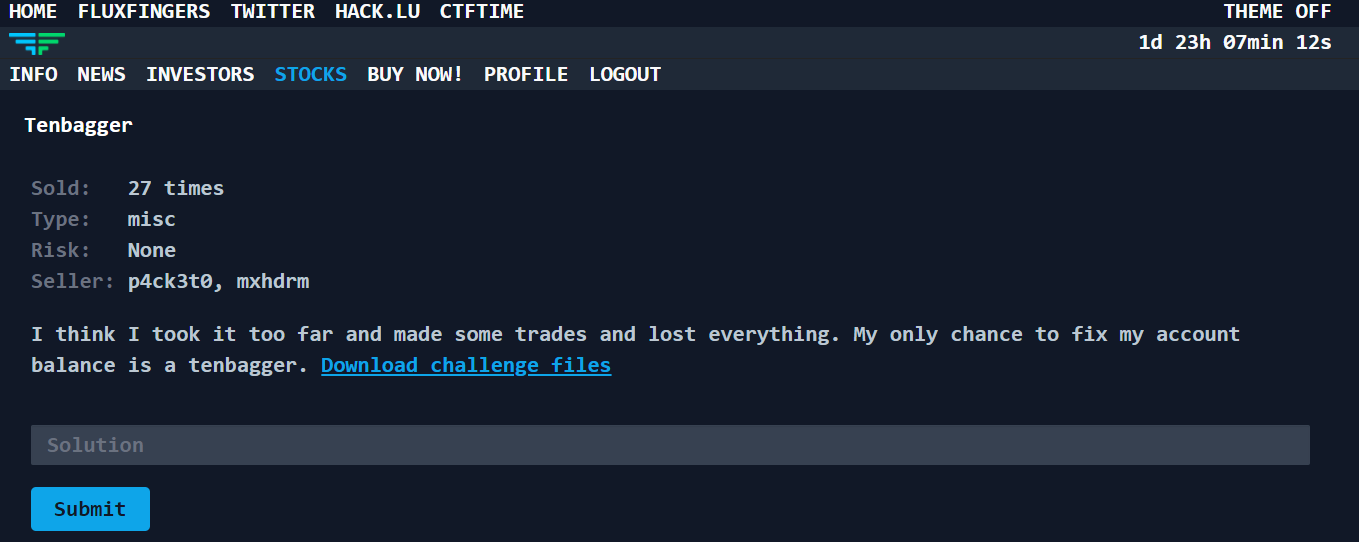 HOME FLUXFINGERS TWITTER HACK.LU CTFTIME THEME OFF
1d 23h 07min 12s
INFO NEWS INVESTORS STOCKS BUY NOW! PROFILE LOGOUT
Tenbagger
Sold: 27 times
Type: misc
Risk: None
Seller: p4ck3t0, mxhdrm
I think I took it too far and made some trades and lost everything. My only chance to fix my account
balance is a tenbagger. Download challenge files
Solution
Submit